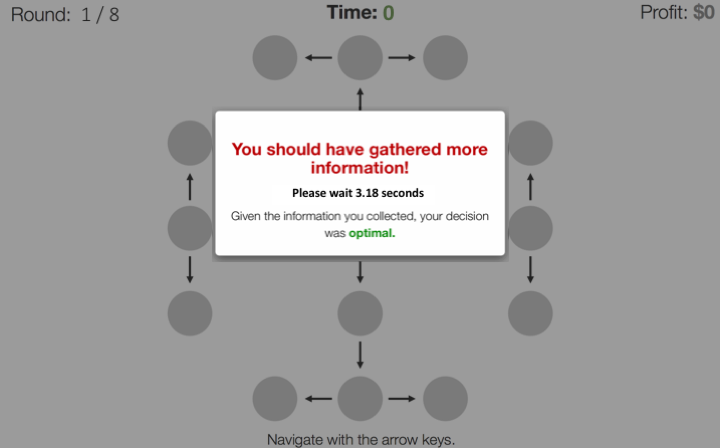 Round: 1 / 8
Time: 0
Profit: $0
You should have gathered more
information!
Please wait 3.18 seconds
Given the information you collected, your decision
was optimal.
Navigate with the arrow keys.